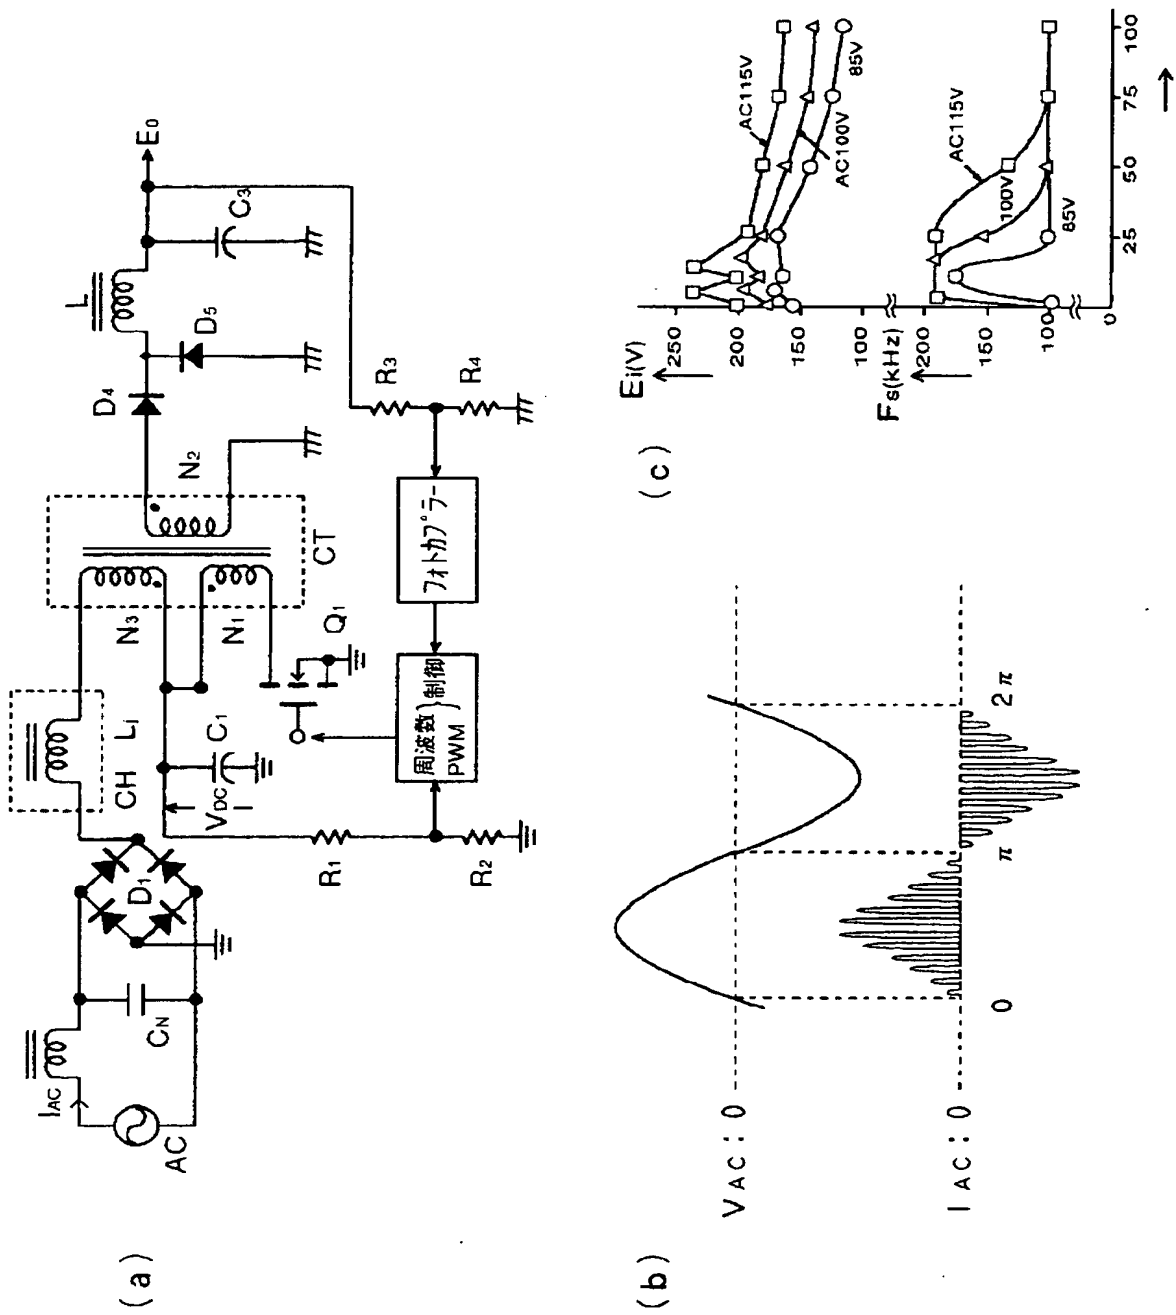 (a)
AC
IAC
CN
D1
CH
Li
N3
N1
N2
CT
D4
D5
L
C3
E0
VDC
C1
Q1
R1
R2
R3
R4
周波数
PWM
制御
フォトカプラー
(b)
VAC:0
IAC:0
0
π
2π
(c)
Ei(V)
250
200
150
100
AC115V
AC100V
85V
Fs(kHz)
200
150
100
0
AC115V
100V
85V
25
50
75
100